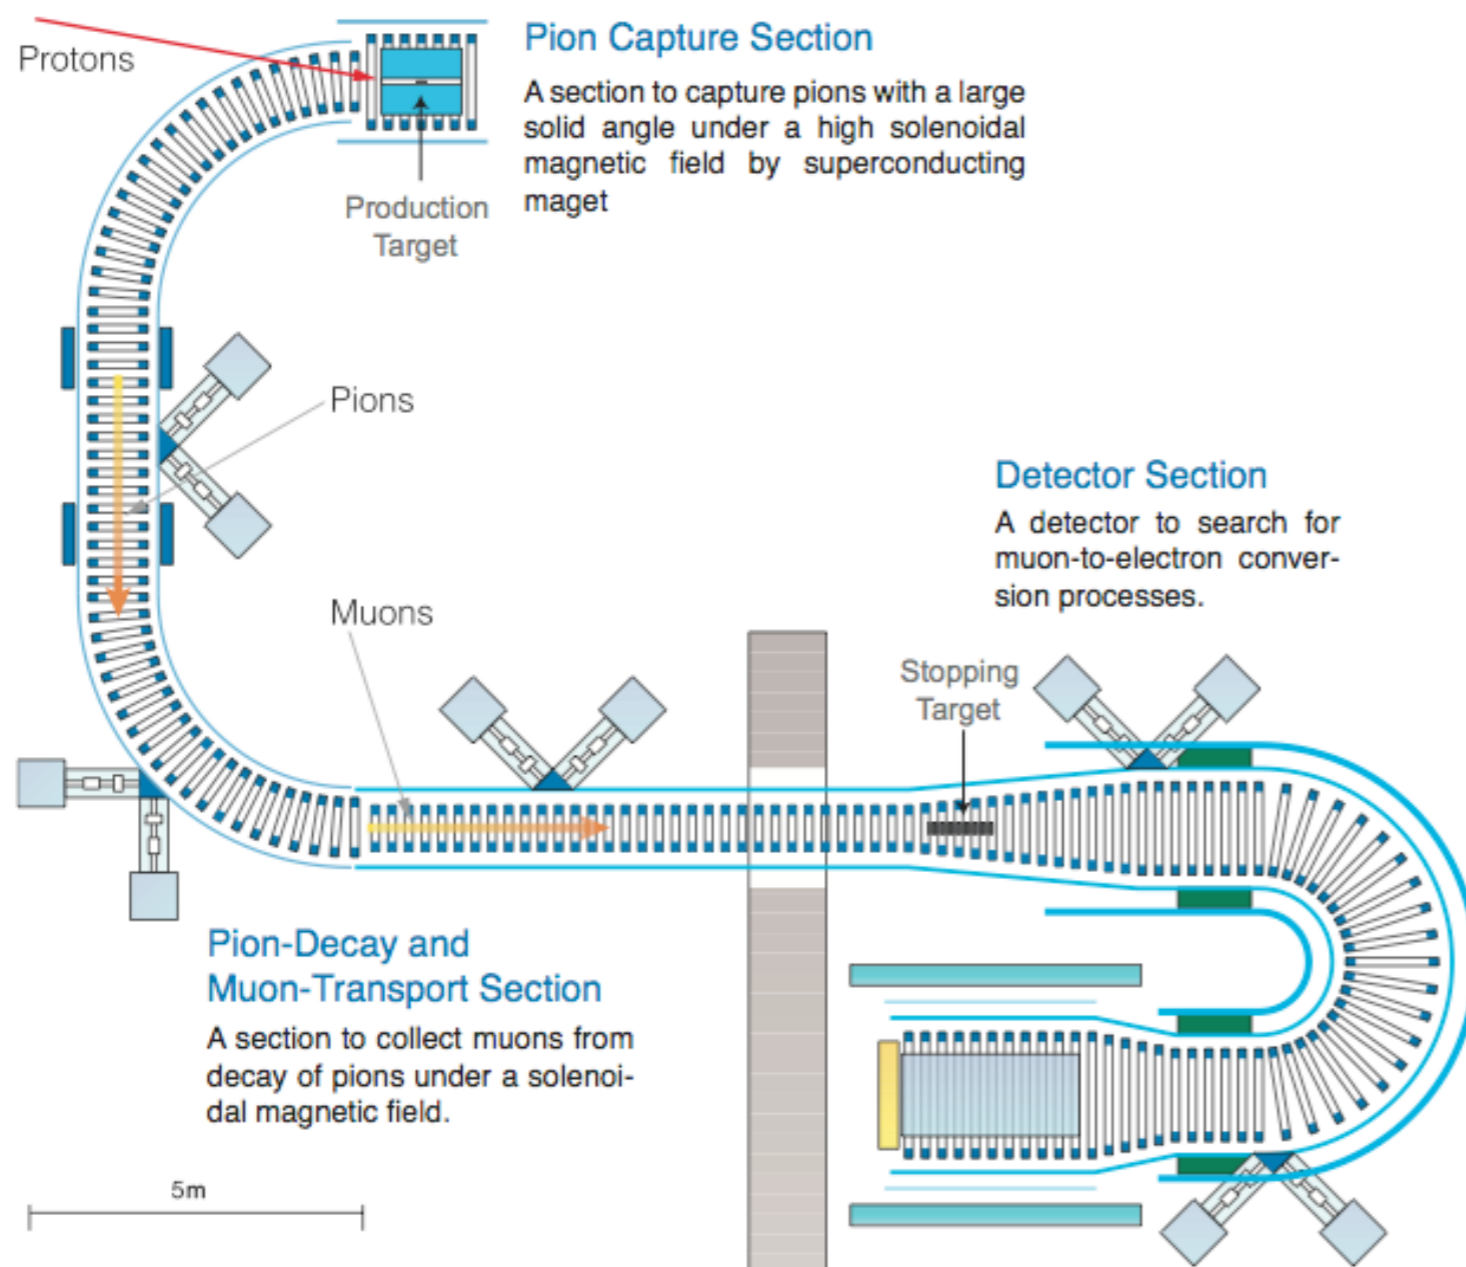 Protons
Pion Capture Section
A section to capture pions with a large
solid angle under a high solenoidal
magnetic field by superconducting
maget
Production
Target
Pions
Detector Section
A detector to search for
muon-to-electron conver-
sion processes.
Muons
Stopping
Target
Pion-Decay and
Muon-Transport Section
A section to collect muons from
decay of pions under a solenoi-
dal magnetic field.
5m